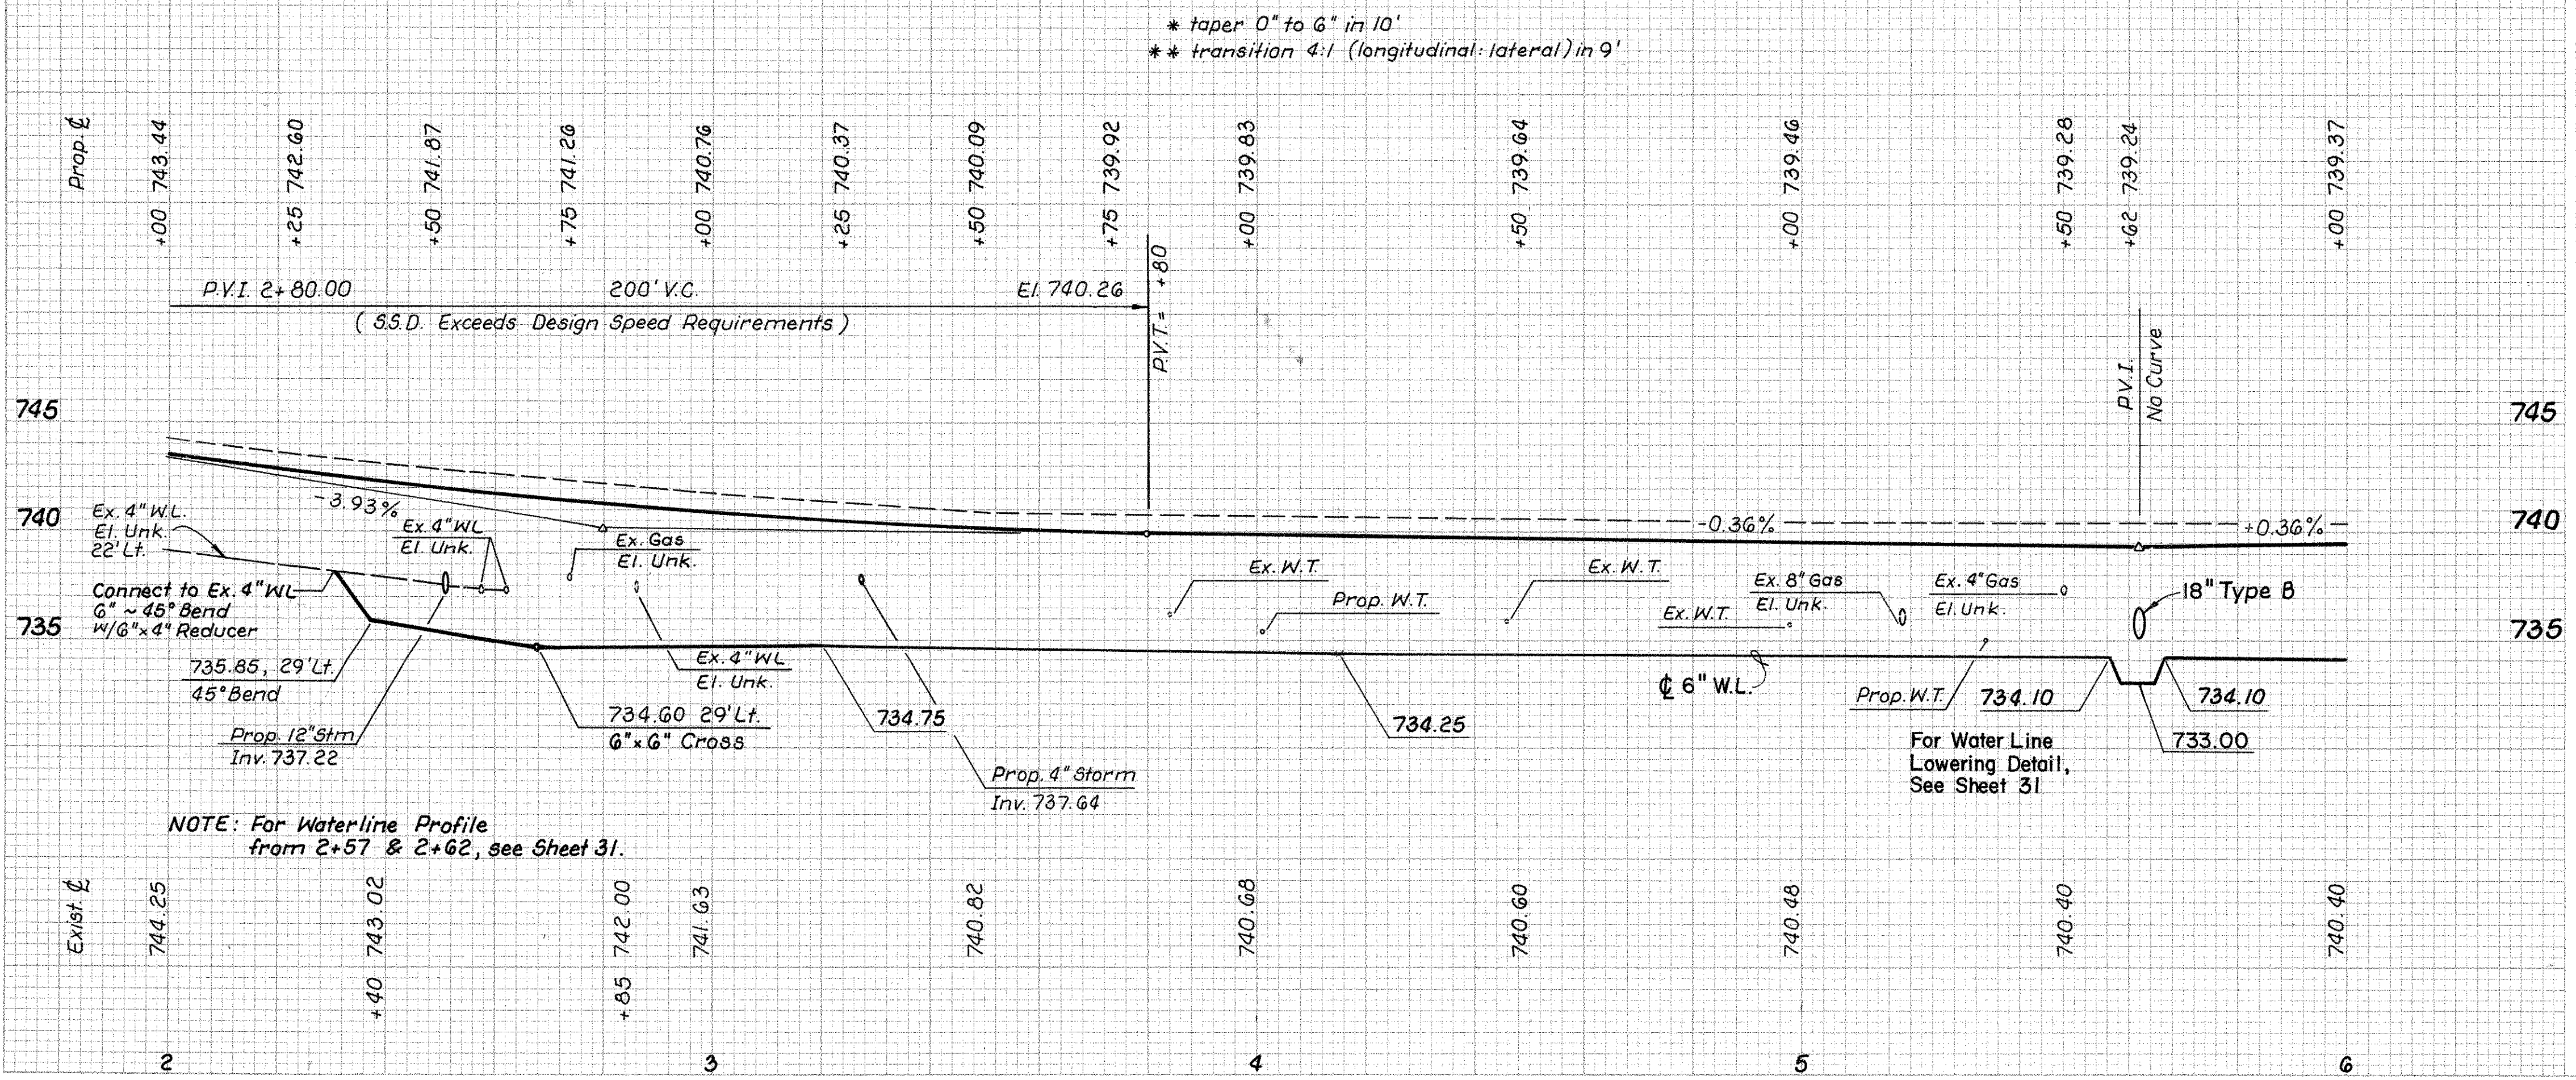 * taper 0" to 6" in 10'
** transition 4:1 (longitudinal: lateral) in 9'
Prop. ℄
+00 743.44
+25 742.60
+50 741.87
+75 741.26
+00 740.76
+25 740.37
+50 740.09
+75 739.92
+00 739.83
+50 739.64
+00 739.46
+50 739.28
+62 739.24
+00 739.37
P.V.I. 2+80.00 200' V.C. El. 740.26
( S.S.D. Exceeds Design Speed Requirements )
P.V.T. = +80
P.V.I.
No Curve
745
745
-3.93%
-0.36%
+0.36%
740
740
Ex. 4" W.L.
El. Unk.
22' Lt.
Ex. 4" WL
El. Unk.
Ex. Gas
El. Unk.
Ex. W.T.
Prop. W.T.
Ex. W.T.
Ex. W.T.
Ex. 8" Gas
El. Unk.
Ex. 4" Gas
El. Unk.
18" Type B
Connect to Ex. 4" WL
6" ~ 45° Bend
W/6"x4" Reducer
735
735
735.85, 29' Lt.
45° Bend
Ex. 4" WL
El. Unk.
℄ 6" W.L.
Prop. W.T.
734.10
734.10
Prop. 12" Stm
Inv. 737.22
734.60 29' Lt.
6" x 6" Cross
734.75
734.25
733.00
Prop. 4" Storm
Inv. 737.64
For Water Line
Lowering Detail,
See Sheet 31
NOTE: For Waterline Profile
from 2+57 & 2+62, see Sheet 31.
Exist. ℄
744.25
+40 743.02
+85 742.00
741.63
740.82
740.68
740.60
740.48
740.40
740.40
2
3
4
5
6